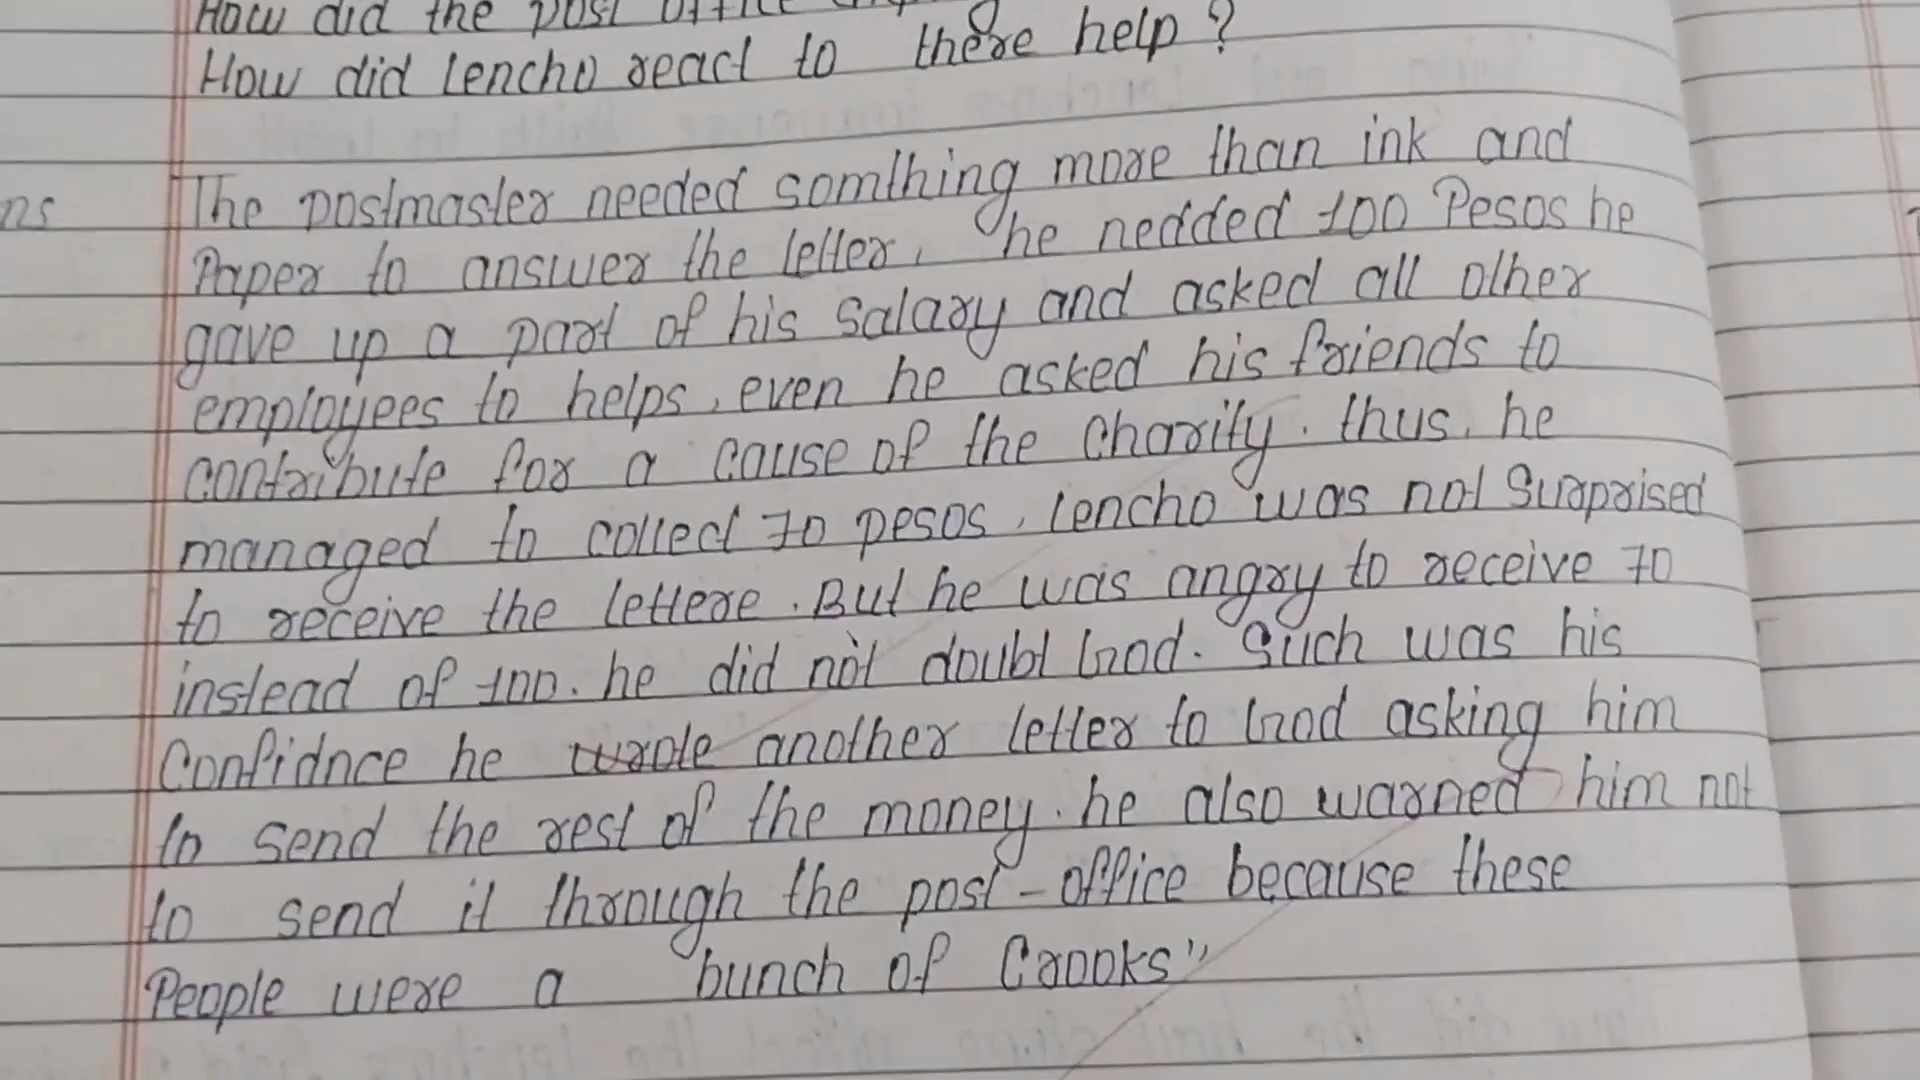 How did the post office
How did Lencho react to there help ?
ns
The postmaster needed somthing more than ink and
Paper to answer the letter, he nedded 100 Pesos he
gave up a part of his salary and asked all other
employees to helps, even he asked his friends to
contribute for a cause of the Charity. thus, he
managed to collect 70 pesos, Lencho was not Surprised
to receive the lettere. But he was angry to receive 70
instead of 100. he did not doubt God. Such was his
Confidnce he wrote another letter to God asking him
to send the rest of the money. he also warned him not
to send it through the post-office because these
People were a "bunch of Crooks"